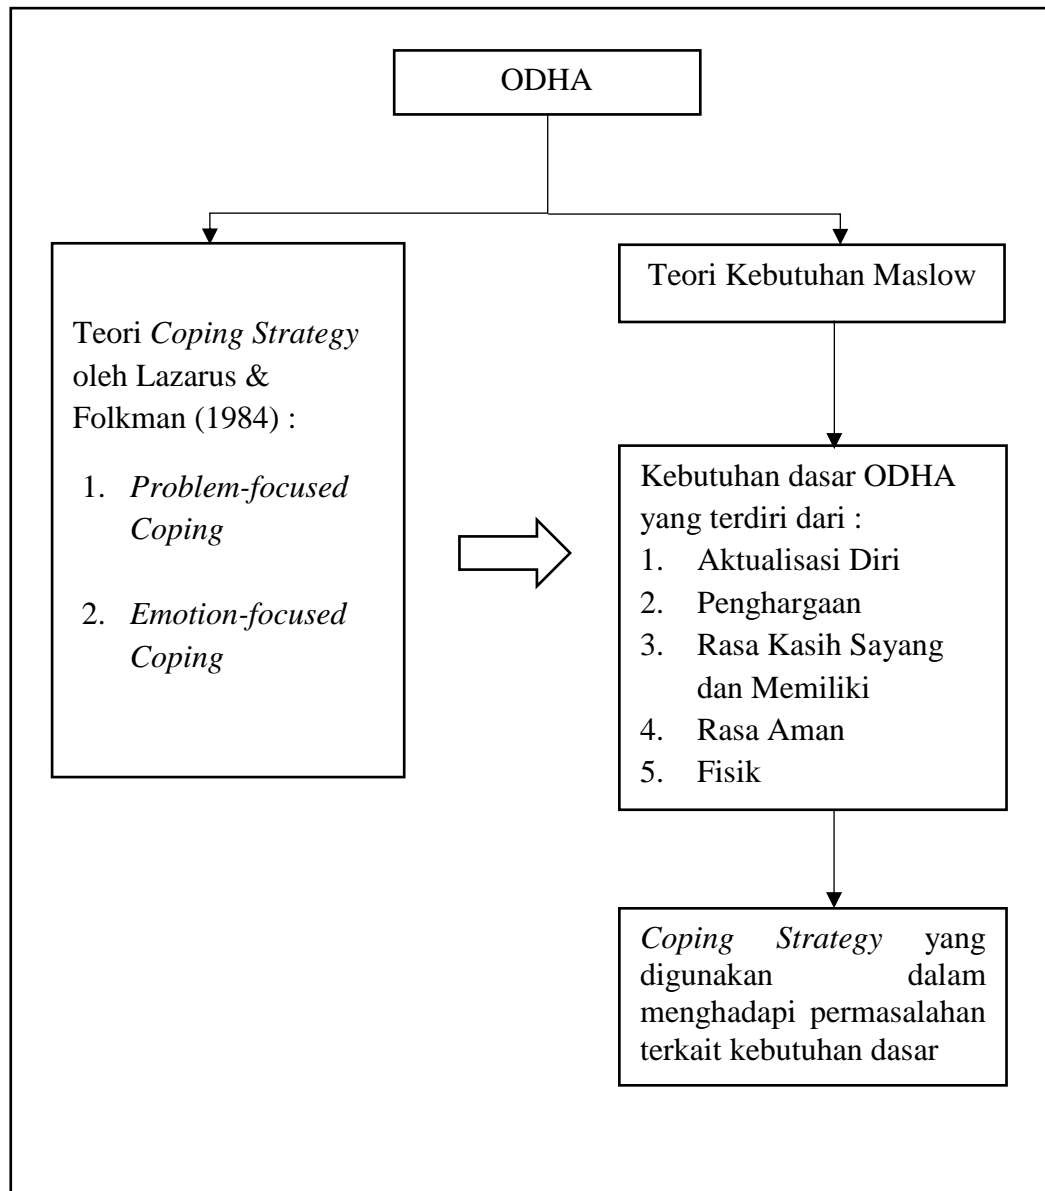 ODHA
Teori Coping Strategy
oleh Lazarus &
Folkman (1984) :
1. Problem-focused
Coping
2. Emotion-focused
Coping
Teori Kebutuhan Maslow
Kebutuhan dasar ODHA
yang terdiri dari :
1. Aktualisasi Diri
2. Penghargaan
3. Rasa Kasih Sayang
dan Memiliki
4. Rasa Aman
5. Fisik
Coping Strategy yang
digunakan dalam
menghadapi permasalahan
terkait kebutuhan dasar